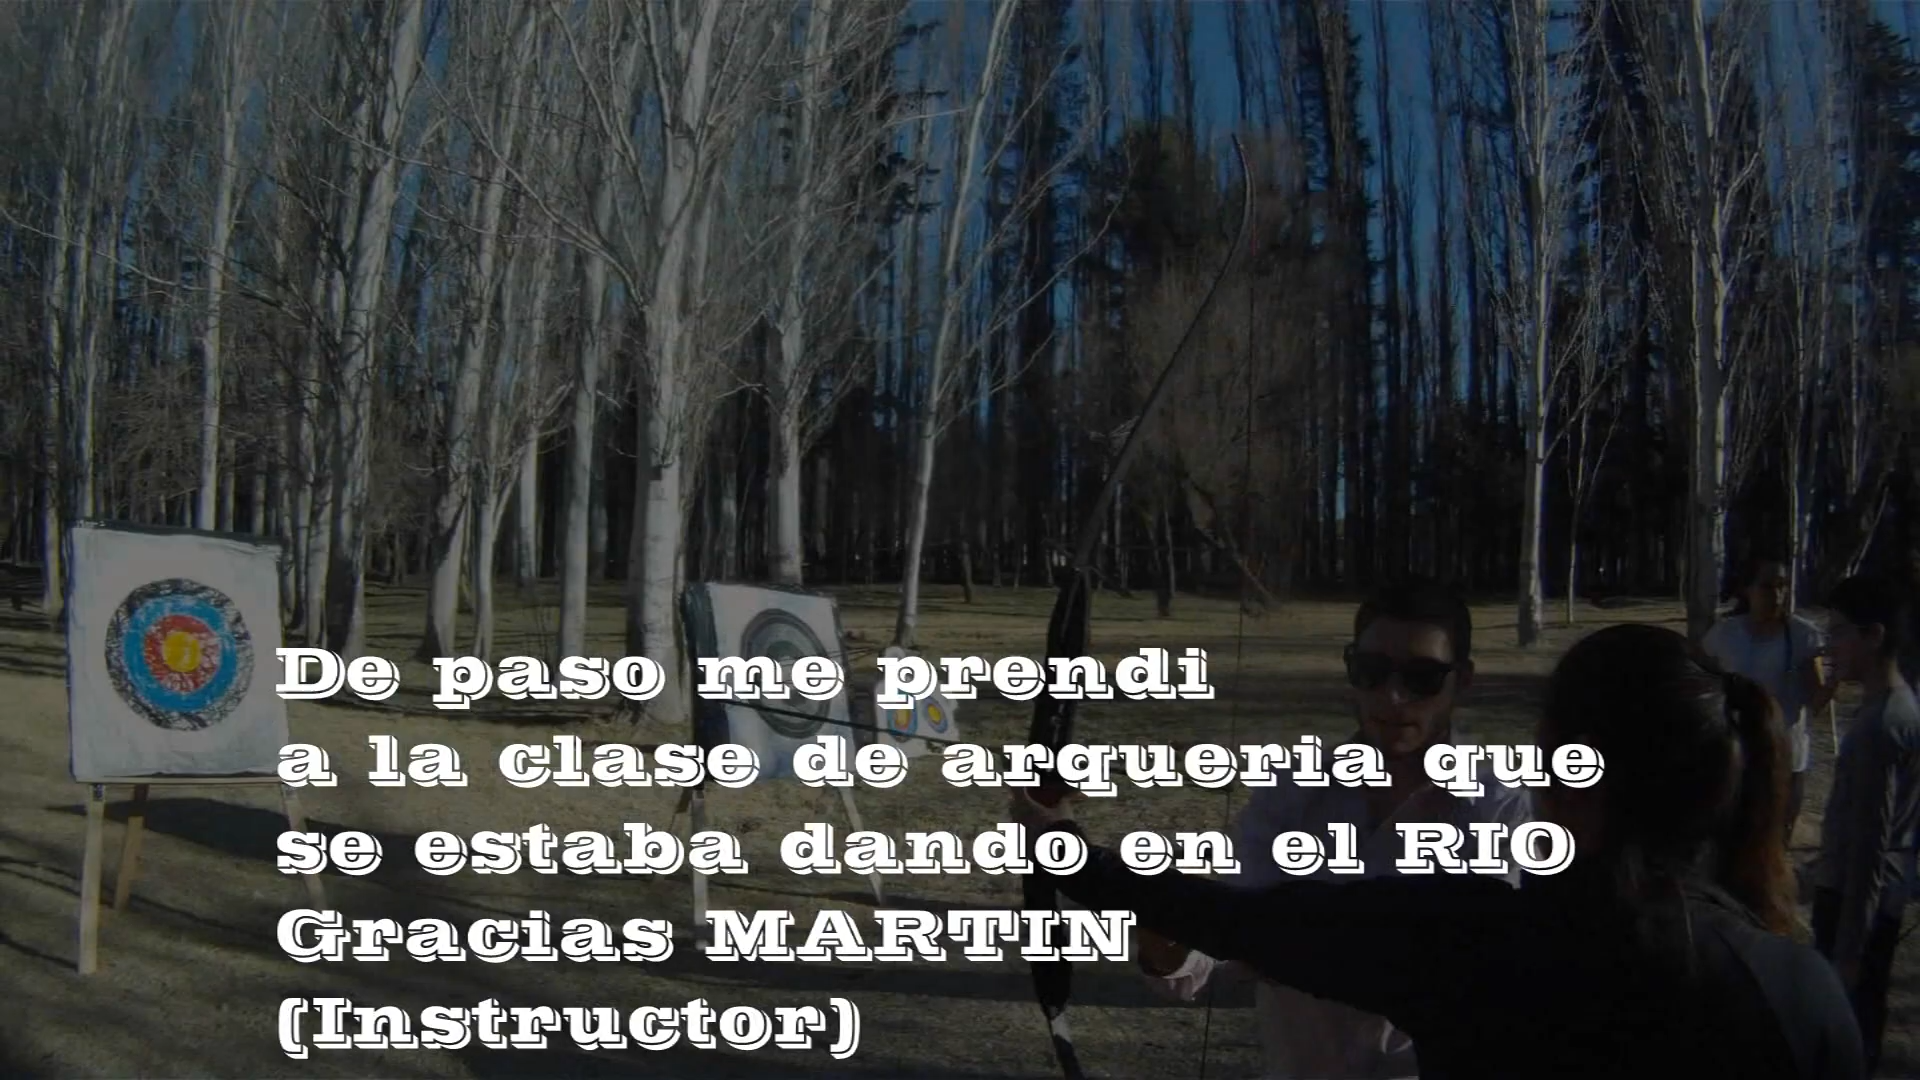 De paso me prendi
a la clase de arqueria que
se estaba dando en el RIO
Gracias MARTIN
(Instructor)